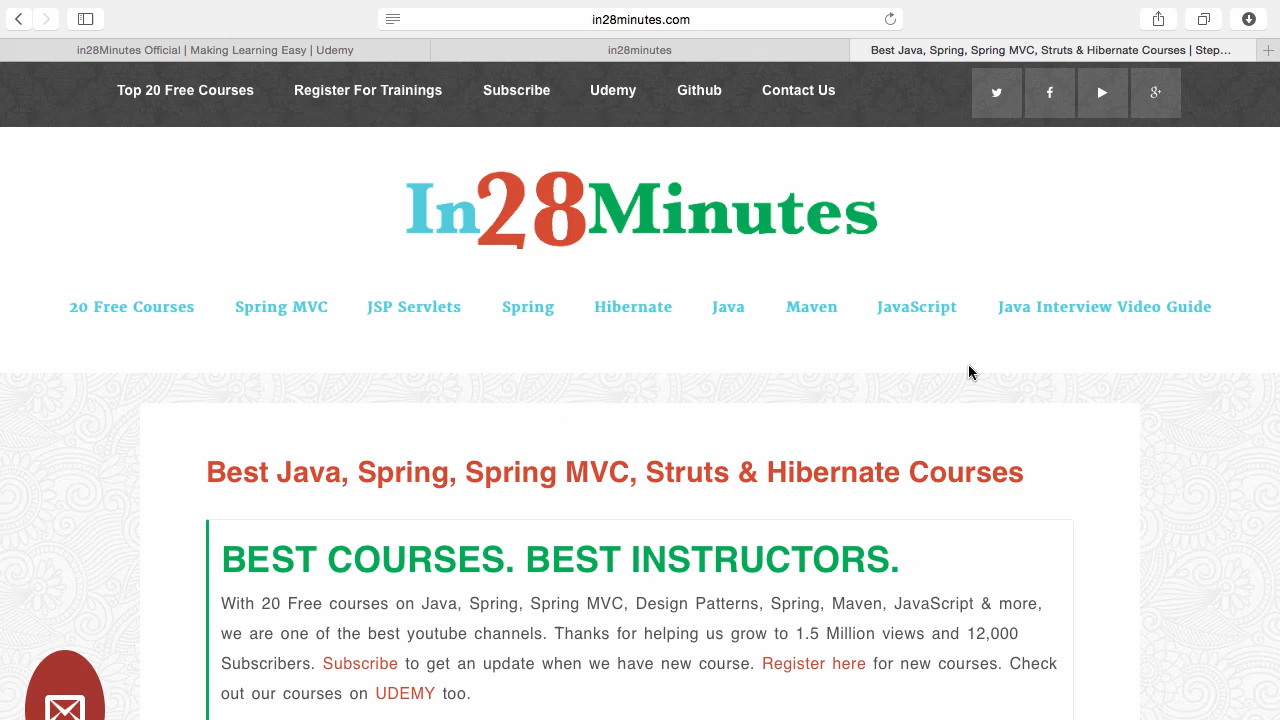 in28minutes.com
in28Minutes Official | Making Learning Easy | Udemy
in28minutes
Best Java, Spring, Spring MVC, Struts & Hibernate Courses | Step...
Top 20 Free Courses
Register For Trainings
Subscribe
Udemy
Github
Contact Us
In28Minutes
20 Free Courses
Spring MVC
JSP Servlets
Spring
Hibernate
Java
Maven
JavaScript
Java Interview Video Guide
Best Java, Spring, Spring MVC, Struts & Hibernate Courses
BEST COURSES. BEST INSTRUCTORS.
With 20 Free courses on Java, Spring, Spring MVC, Design Patterns, Spring, Maven, JavaScript & more,
we are one of the best youtube channels. Thanks for helping us grow to 1.5 Million views and 12,000
Subscribers. Subscribe to get an update when we have new course. Register here for new courses. Check
out our courses on UDEMY too.